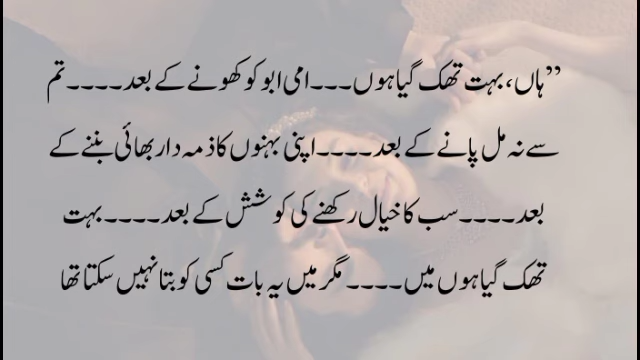 ”ہاں، بہت تھک گیا ہوں۔۔۔ امی ابو کو کھونے کے بعد۔۔۔۔ تم
سے نہ مل پانے کے بعد۔۔۔۔ اپنی بہنوں کا ذمہ دار بھائی بننے کے
بعد۔۔۔۔ سب کا خیال رکھنے کی کوشش کے بعد۔۔۔۔ بہت
تھک گیا ہوں میں۔۔۔۔ مگر میں یہ بات کسی کو بتا نہیں سکتا تھا